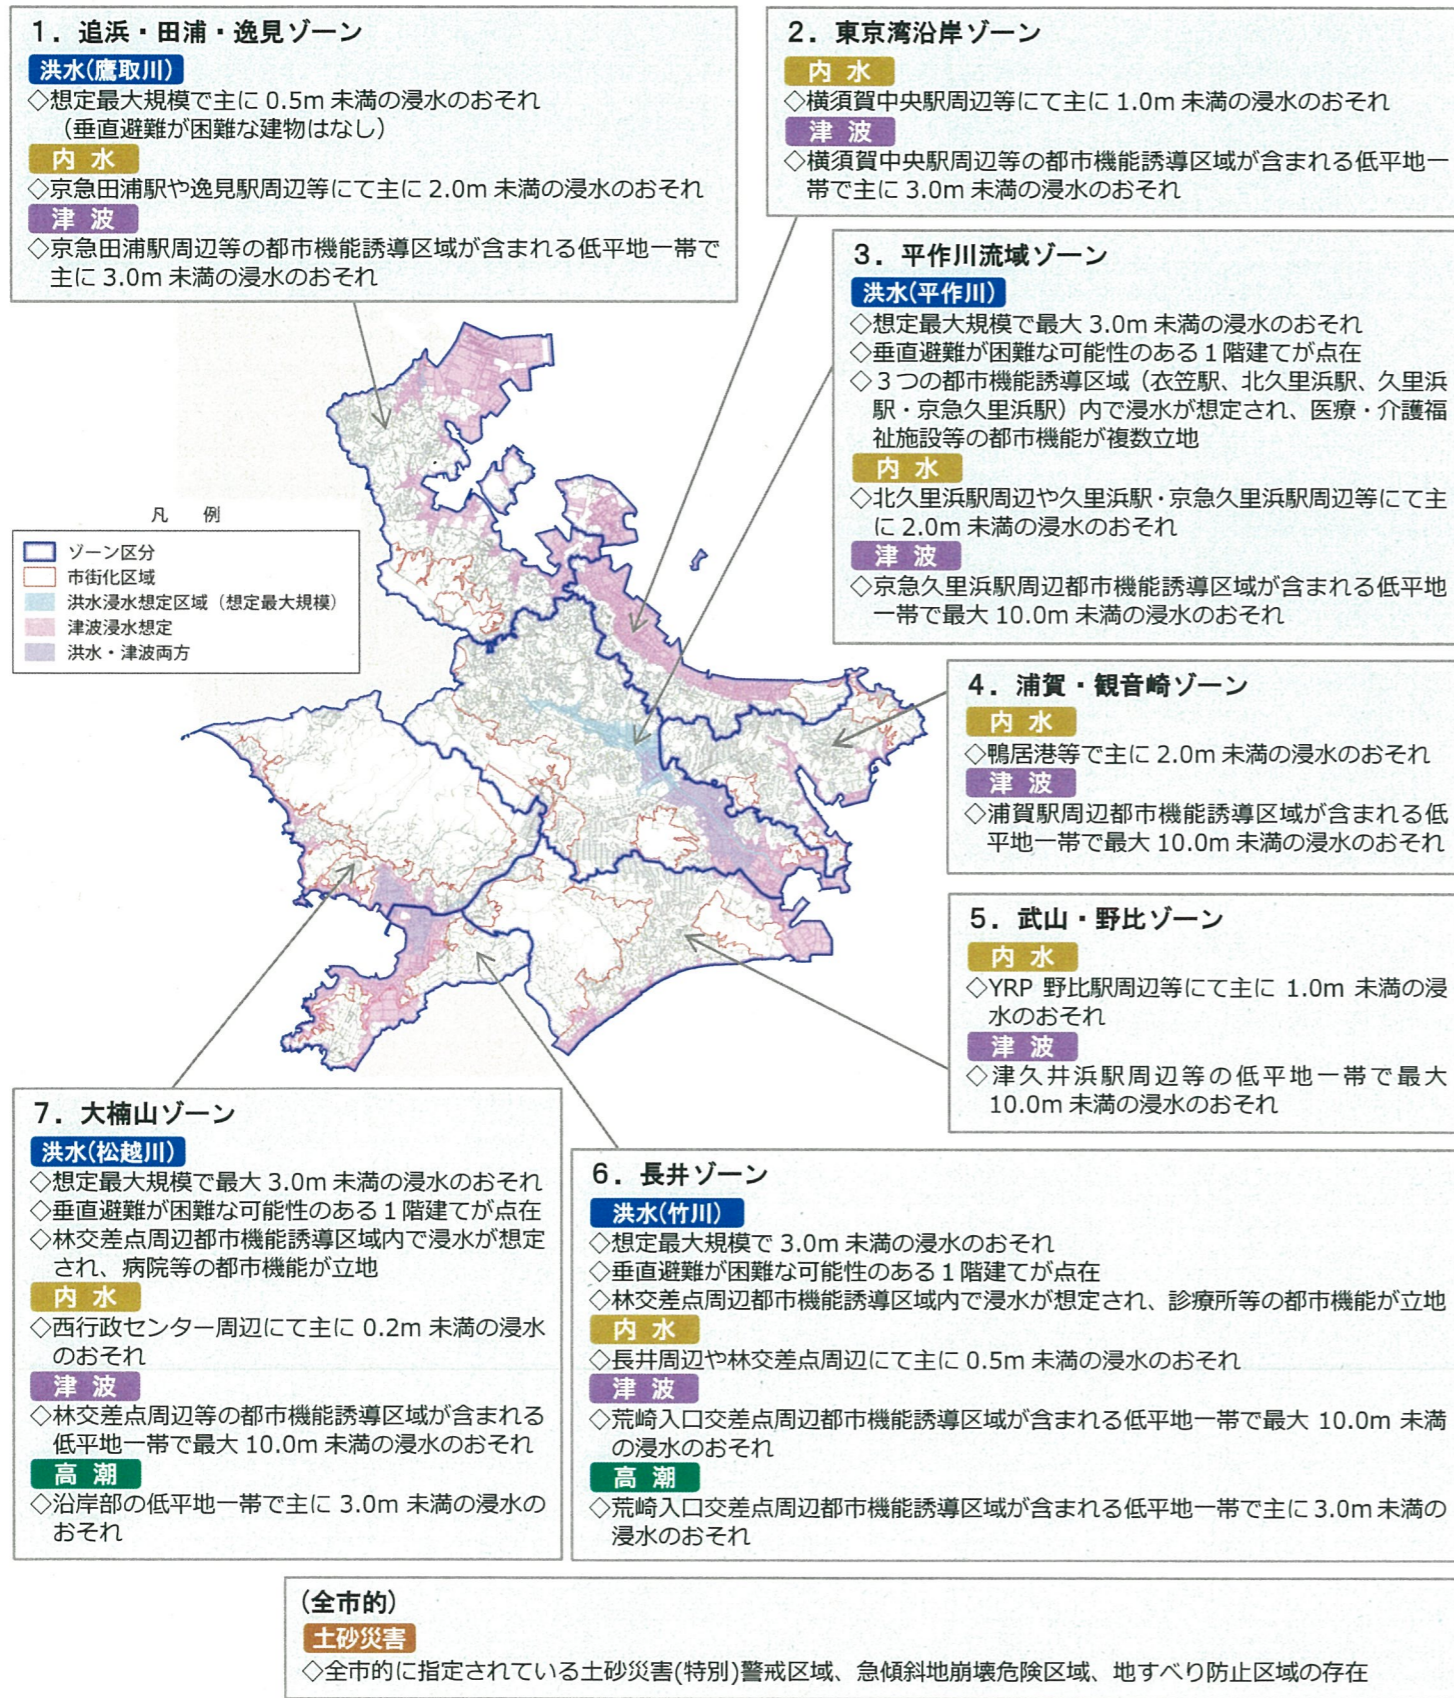 1．追浜・田浦・逸見ゾーン
洪水(鷹取川)
◇想定最大規模で主に 0.5m 未満の浸水のおそれ
（垂直避難が困難な建物はなし）
内 水
◇京急田浦駅や逸見駅周辺等にて主に 2.0m 未満の浸水のおそれ
津 波
◇京急田浦駅周辺等の都市機能誘導区域が含まれる低平地一帯で
主に 3.0m 未満の浸水のおそれ
2．東京湾沿岸ゾーン
内 水
◇横須賀中央駅周辺等にて主に 1.0m 未満の浸水のおそれ
津 波
◇横須賀中央駅周辺等の都市機能誘導区域が含まれる低平地一
帯で主に 3.0m 未満の浸水のおそれ
3．平作川流域ゾーン
洪水(平作川)
◇想定最大規模で最大 3.0m 未満の浸水のおそれ
◇垂直避難が困難な可能性のある１階建てが点在
◇３つの都市機能誘導区域（衣笠駅、北久里浜駅、久里浜
駅・京急久里浜駅）内で浸水が想定され、医療・介護福
祉施設等の都市機能が複数立地
内 水
◇北久里浜駅周辺や久里浜駅・京急久里浜駅周辺等にて主
に 2.0m 未満の浸水のおそれ
津 波
◇京急久里浜駅周辺都市機能誘導区域が含まれる低平地
一帯で最大 10.0m 未満の浸水のおそれ
凡　例
ゾーン区分
市街化区域
洪水浸水想定区域（想定最大規模）
津波浸水想定
洪水・津波両方
4．浦賀・観音崎ゾーン
内 水
◇鴨居港等で主に 2.0m 未満の浸水のおそれ
津 波
◇浦賀駅周辺都市機能誘導区域が含まれる低
平地一帯で最大 10.0m 未満の浸水のおそれ
5．武山・野比ゾーン
内 水
◇YRP 野比駅周辺等にて主に 1.0m 未満の浸
水のおそれ
津 波
◇津久井浜駅周辺等の低平地一帯で最大
10.0m 未満の浸水のおそれ
7．大楠山ゾーン
洪水(松越川)
◇想定最大規模で最大 3.0m 未満の浸水のおそれ
◇垂直避難が困難な可能性のある１階建てが点在
◇林交差点周辺都市機能誘導区域内で浸水が想定
され、病院等の都市機能が立地
内 水
◇西行政センター周辺にて主に 0.2m 未満の浸水
のおそれ
津 波
◇林交差点周辺等の都市機能誘導区域が含まれる
低平地一帯で最大 10.0m 未満の浸水のおそれ
高 潮
◇沿岸部の低平地一帯で主に 3.0m 未満の浸水の
おそれ
6．長井ゾーン
洪水(竹川)
◇想定最大規模で 3.0m 未満の浸水のおそれ
◇垂直避難が困難な可能性のある１階建てが点在
◇林交差点周辺都市機能誘導区域内で浸水が想定され、診療所等の都市機能が立地
内 水
◇長井周辺や林交差点周辺にて主に 0.5m 未満の浸水のおそれ
津 波
◇荒崎入口交差点周辺都市機能誘導区域が含まれる低平地一帯で最大 10.0m 未満
の浸水のおそれ
高 潮
◇荒崎入口交差点周辺都市機能誘導区域が含まれる低平地一帯で主に 3.0m 未満の
浸水のおそれ
(全市的)
土砂災害
◇全市的に指定されている土砂災害(特別)警戒区域、急傾斜地崩壊危険区域、地すべり防止区域の存在